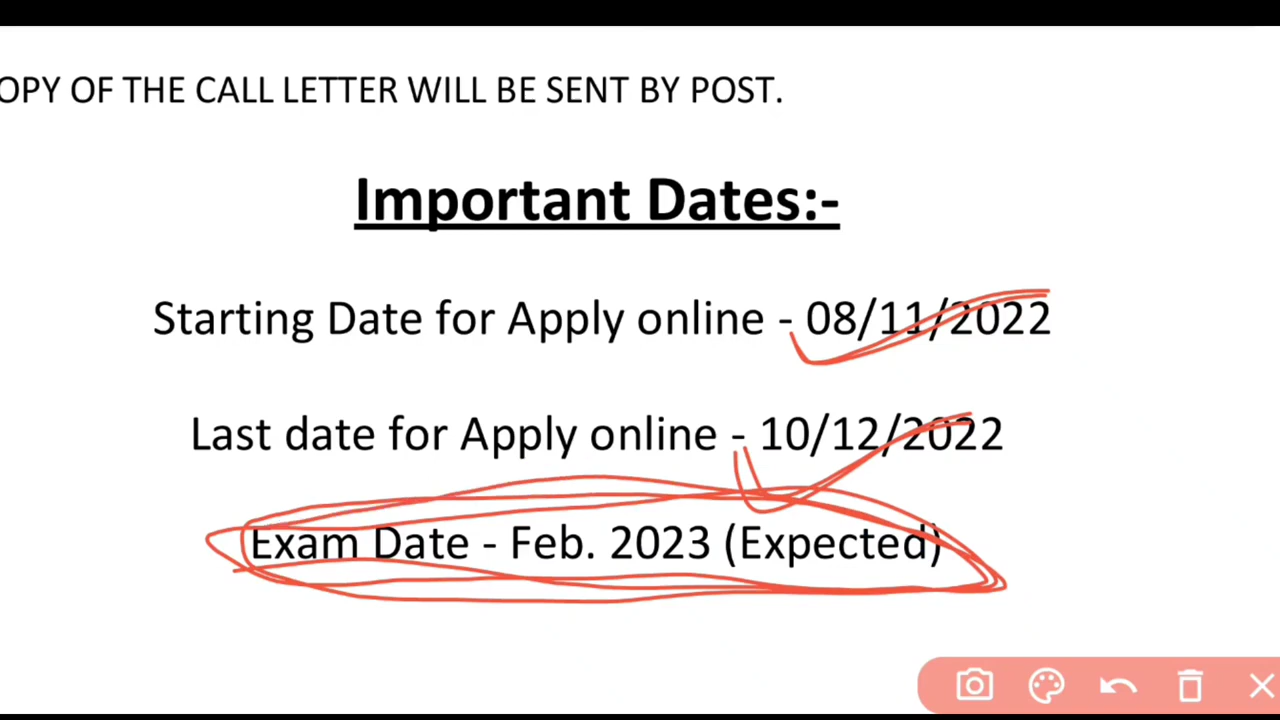 OPY OF THE CALL LETTER WILL BE SENT BY POST.
Important Dates:-
Starting Date for Apply online - 08/11/2022
Last date for Apply online - 10/12/2022
Exam Date - Feb. 2023 (Expected)